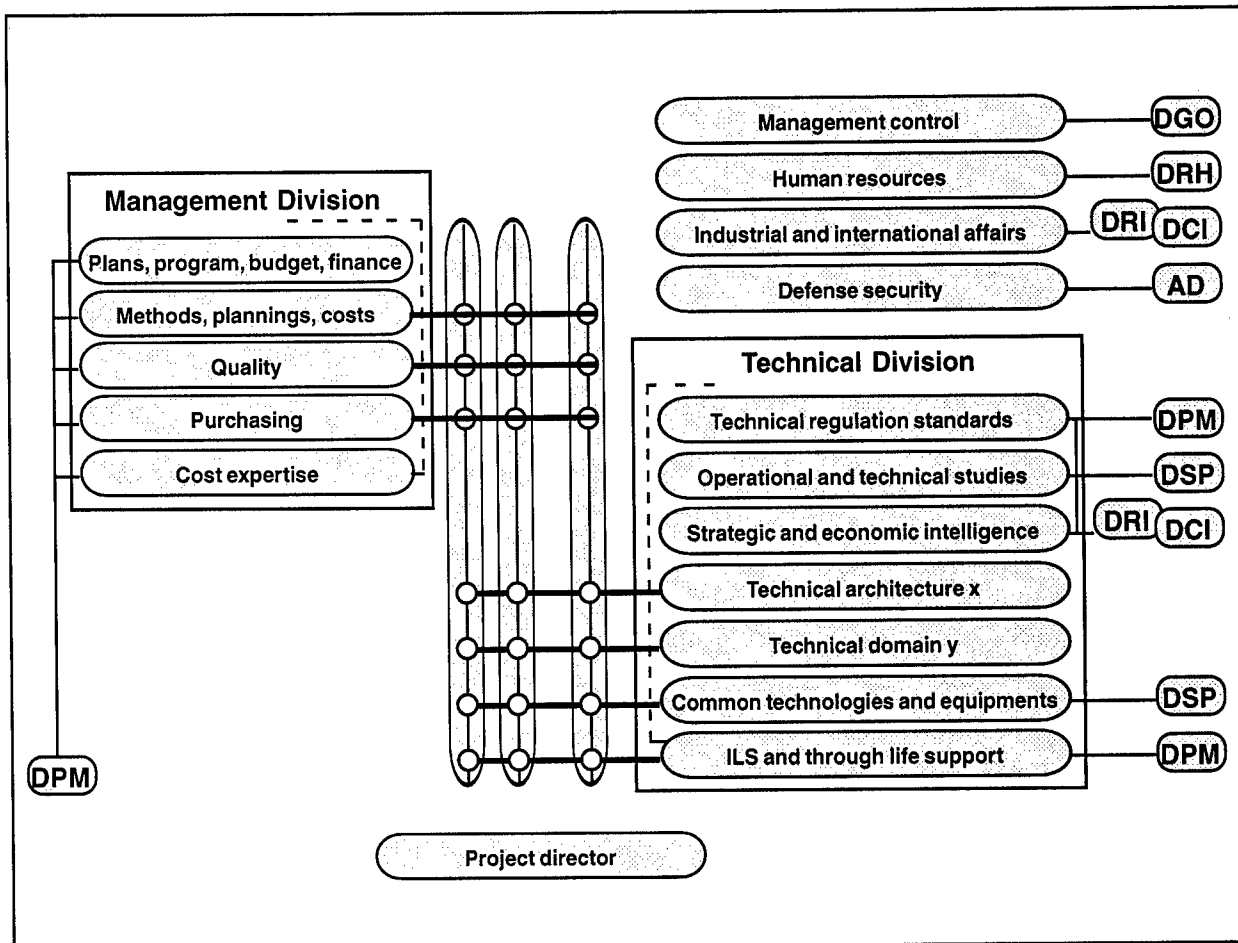 Management control
DGO
Human resources
DRH
Industrial and international affairs
DRI
DCI
Defense security
AD
Management Division
Plans, program, budget, finance
Methods, plannings, costs
Quality
Purchasing
Cost expertise
DPM
Technical Division
Technical regulation standards
DPM
Operational and technical studies
DSP
Strategic and economic intelligence
DRI
DCI
Technical architecture x
Technical domain y
Common technologies and equipments
DSP
ILS and through life support
DPM
Project director